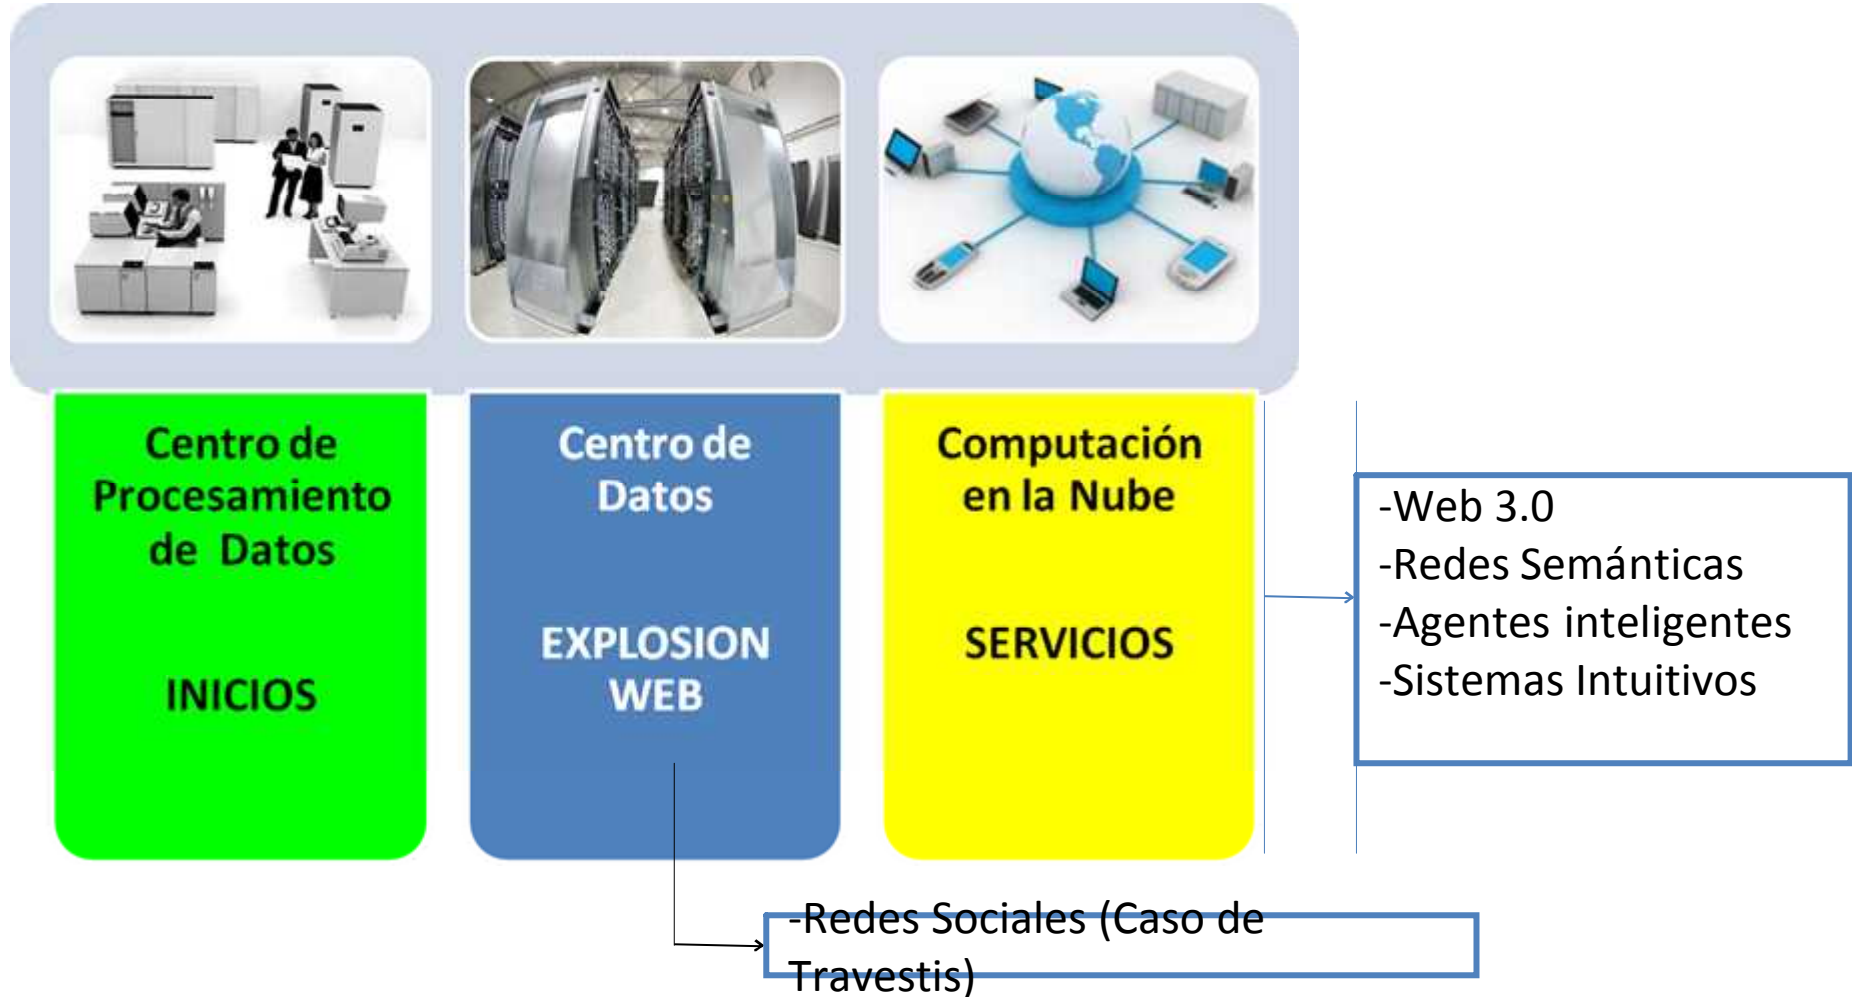 Centro de
Procesamiento
de Datos
INICIOS
Centro de
Datos
EXPLOSION
WEB
Computación
en la Nube
SERVICIOS
-Web 3.0
-Redes Semánticas
-Agentes inteligentes
-Sistemas Intuitivos
-Redes Sociales (Caso de
Travestis)